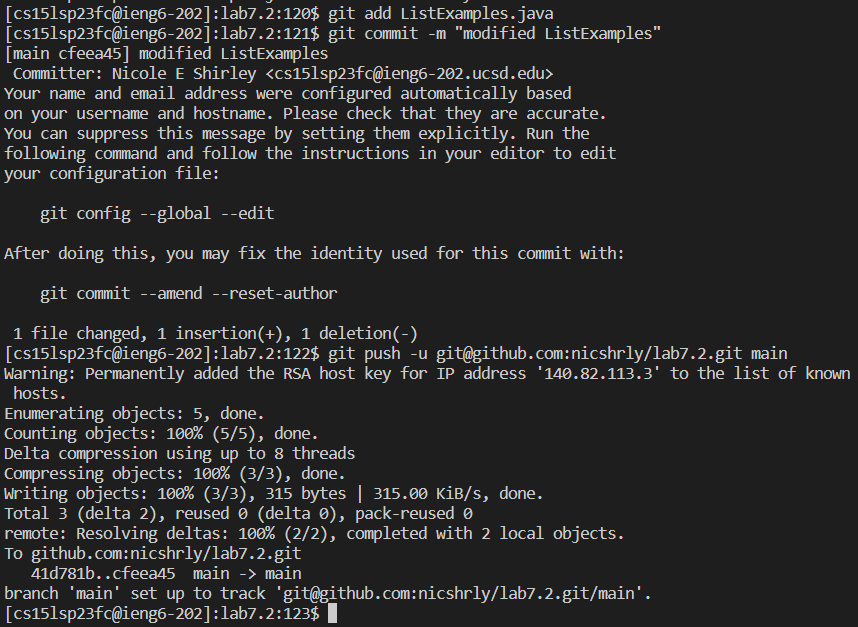 [cs15lsp23fc@ieng6-202]:lab7.2:120$ git add ListExamples.java
[cs15lsp23fc@ieng6-202]:lab7.2:121$ git commit -m "modified ListExamples"
[main cfeea45] modified ListExamples
 Committer: Nicole E Shirley <cs15lsp23fc@ieng6-202.ucsd.edu>
Your name and email address were configured automatically based
on your username and hostname. Please check that they are accurate.
You can suppress this message by setting them explicitly. Run the
following command and follow the instructions in your editor to edit
your configuration file:

    git config --global --edit

After doing this, you may fix the identity used for this commit with:

    git commit --amend --reset-author

 1 file changed, 1 insertion(+), 1 deletion(-)
[cs15lsp23fc@ieng6-202]:lab7.2:122$ git push -u git@github.com:nicshrly/lab7.2.git main
Warning: Permanently added the RSA host key for IP address '140.82.113.3' to the list of known
 hosts.
Enumerating objects: 5, done.
Counting objects: 100% (5/5), done.
Delta compression using up to 8 threads
Compressing objects: 100% (3/3), done.
Writing objects: 100% (3/3), 315 bytes | 315.00 KiB/s, done.
Total 3 (delta 2), reused 0 (delta 0), pack-reused 0
remote: Resolving deltas: 100% (2/2), completed with 2 local objects.
To github.com:nicshrly/lab7.2.git
   41d781b..cfeea45  main -> main
branch 'main' set up to track 'git@github.com:nicshrly/lab7.2.git/main'.
[cs15lsp23fc@ieng6-202]:lab7.2:123$